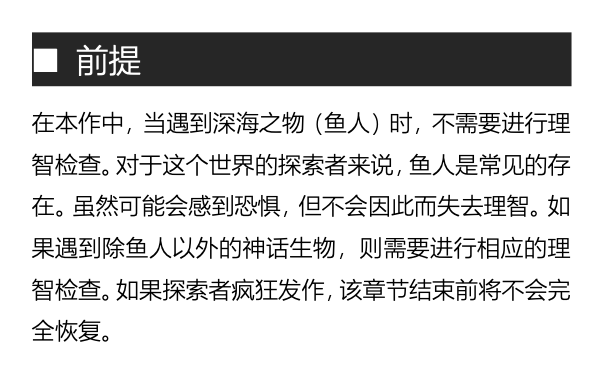 ■ 前提
在本作中，当遇到深海之物（鱼人）时，不需要进行理
智检查。对于这个世界的探索者来说，鱼人是常见的存
在。虽然可能会感到恐惧，但不会因此而失去理智。如
果遇到除鱼人以外的神话生物，则需要进行相应的理
智检查。如果探索者疯狂发作，该章节结束前将不会完
全恢复。